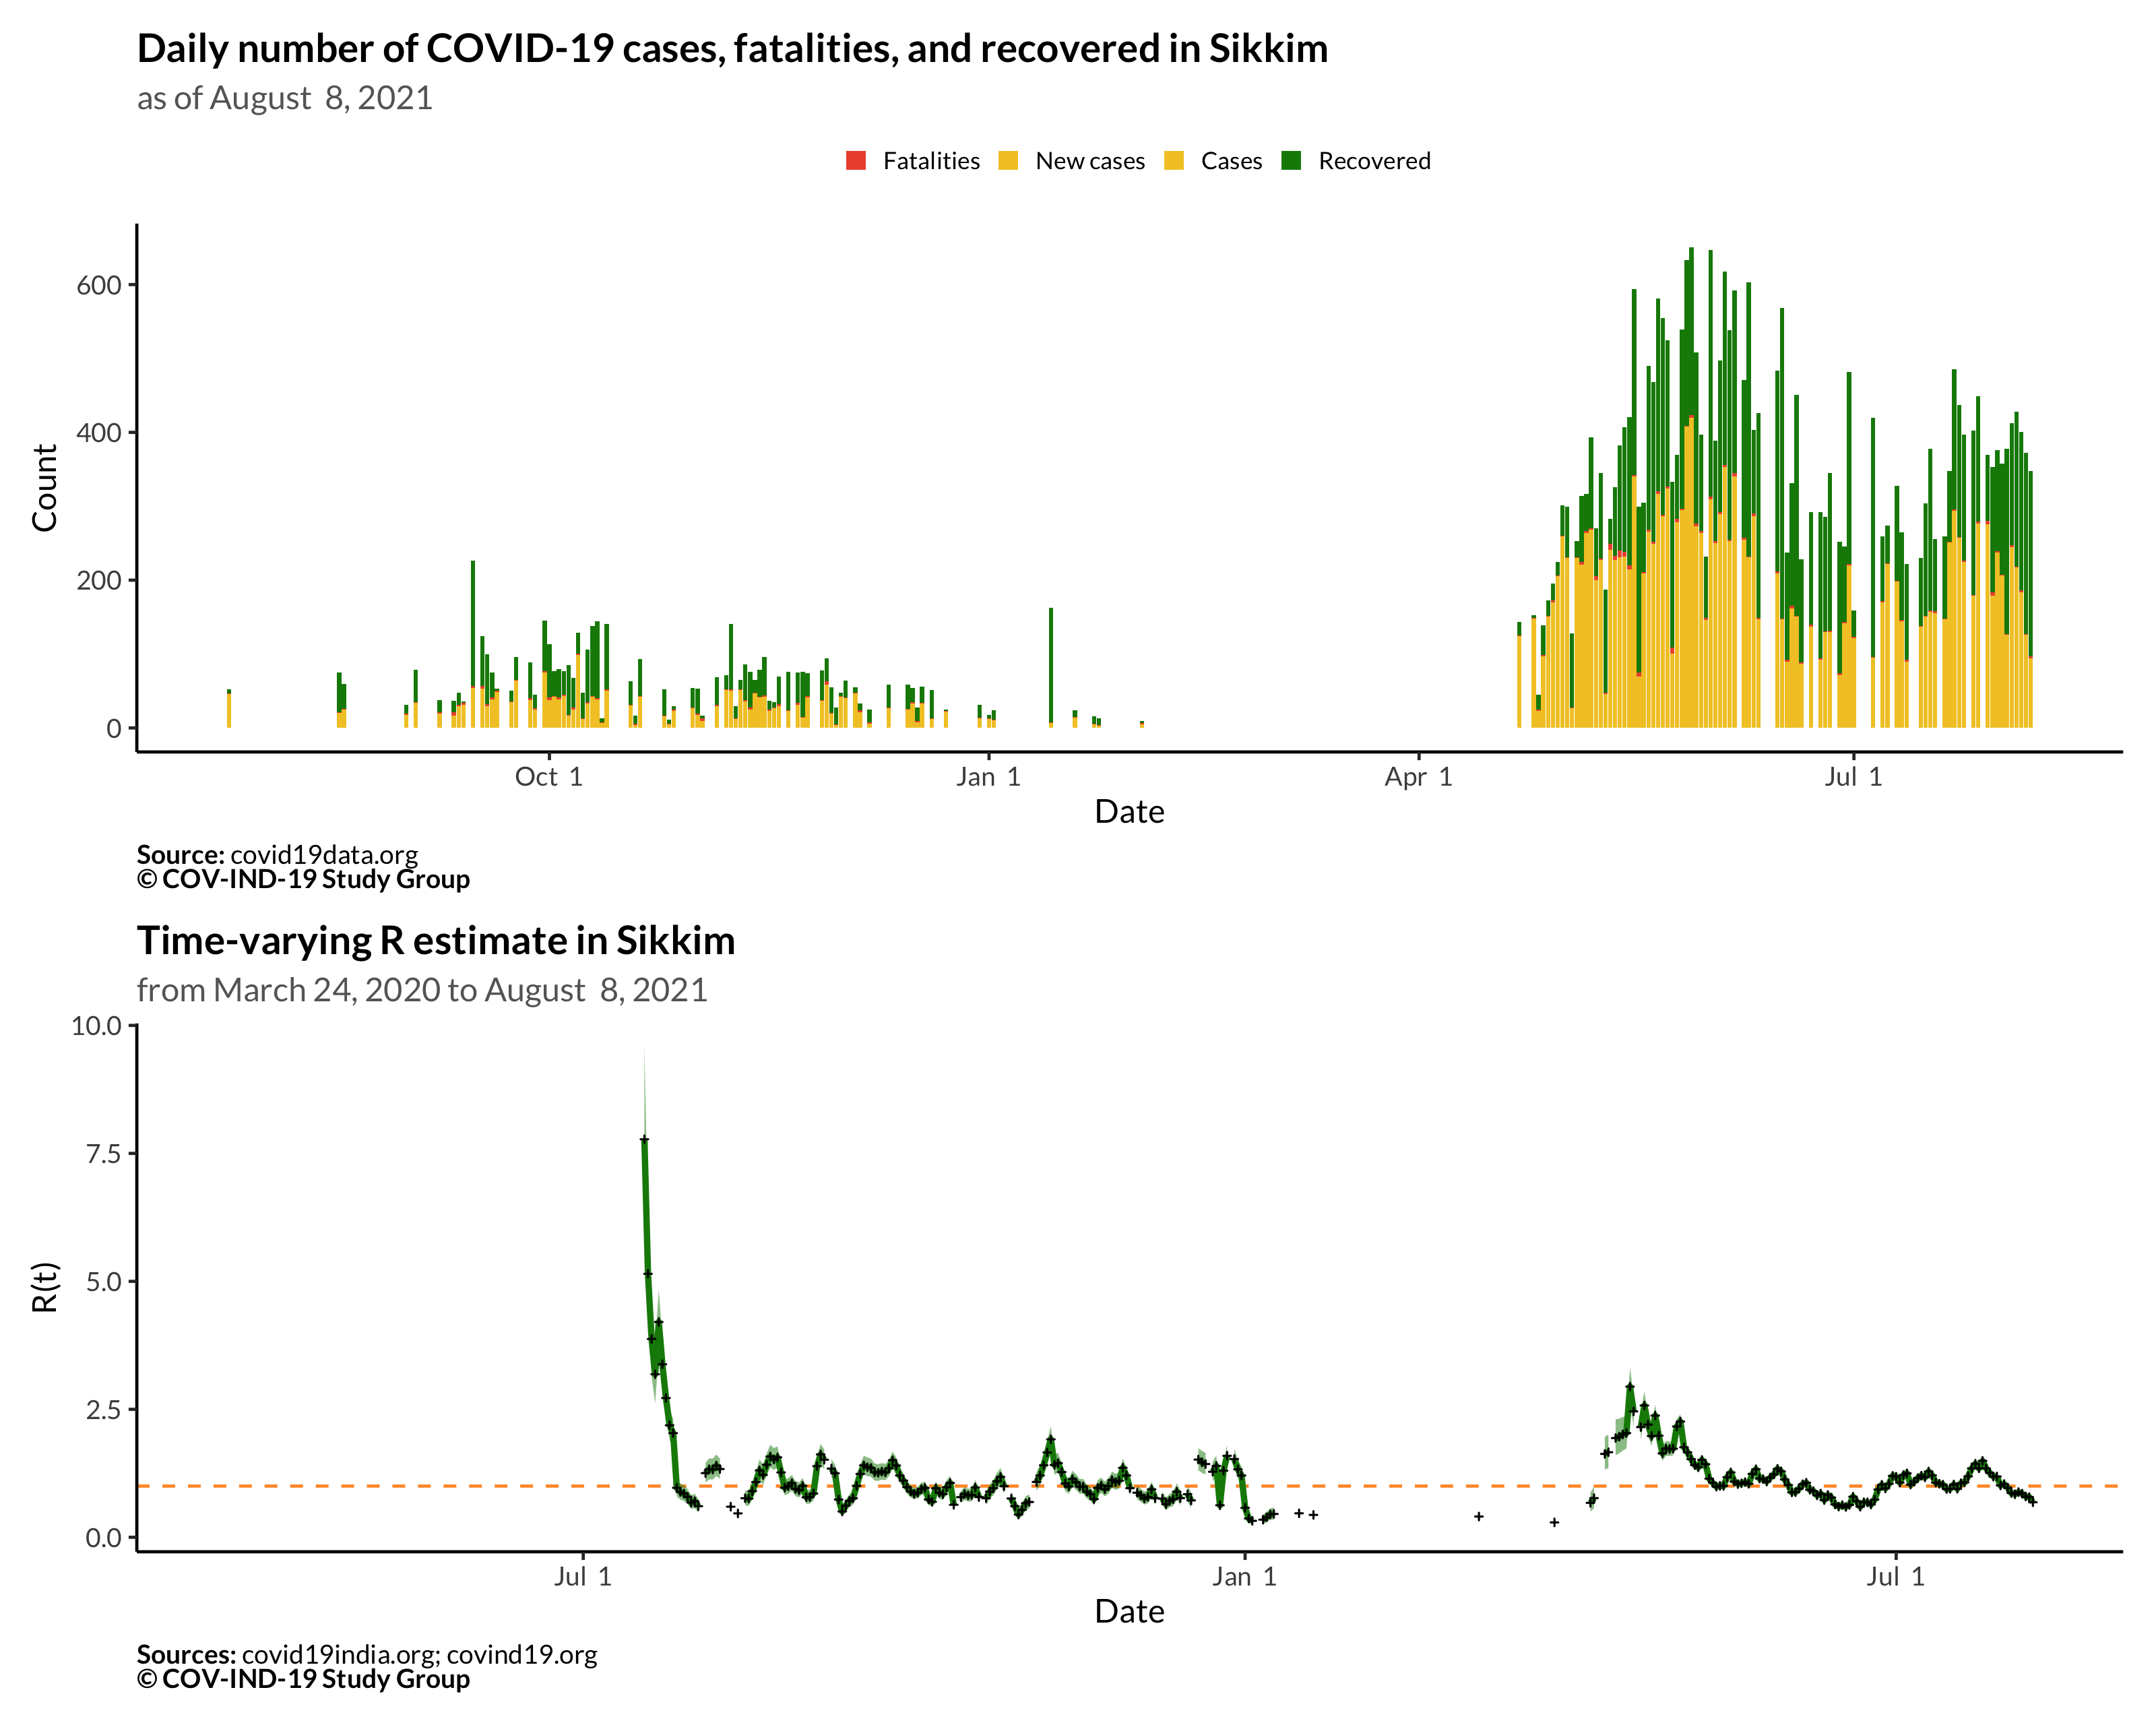 Daily number of COVID-19 cases, fatalities, and recovered in Sikkim
as of August  8, 2021
Fatalities New cases Cases Recovered
Count
600
400
200
0
Oct  1 Jan  1 Apr  1 Jul  1
Date
Source: covid19data.org
© COV-IND-19 Study Group
Time-varying R estimate in Sikkim
from March 24, 2020 to August  8, 2021
R(t)
10.0
7.5
5.0
2.5
0.0
Jul  1 Jan  1 Jul  1
Date
Sources: covid19india.org; covind19.org
© COV-IND-19 Study Group